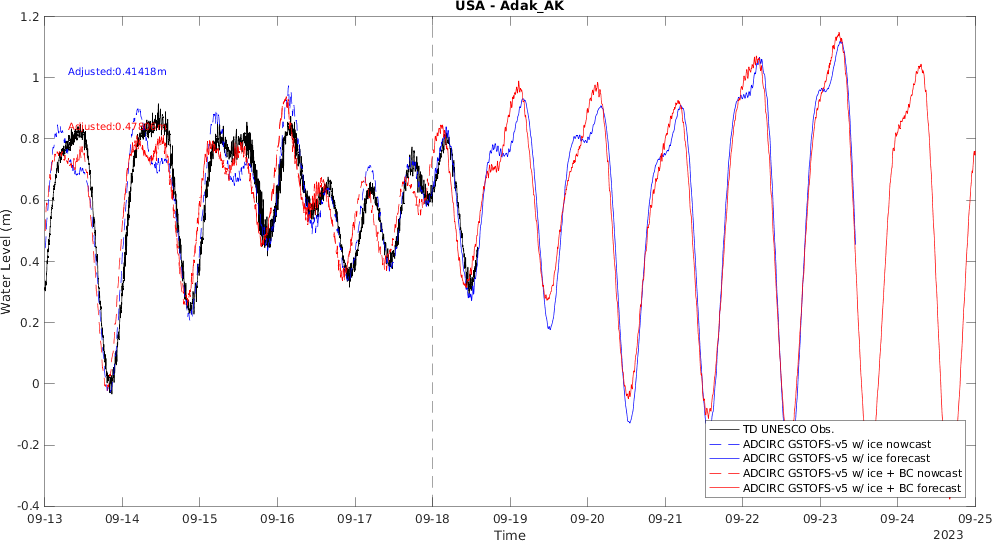 USA - Adak_AK
1.2
1
0.8
0.6
0.4
0.2
0
-0.2
-0.4
Water Level (m)
Adjusted:0.41418m
Adjusted:0.47
TD UNESCO Obs.
ADCIRC GSTOFS-v5 w/ ice nowcast
ADCIRC GSTOFS-v5 w/ ice forecast
ADCIRC GSTOFS-v5 w/ ice + BC nowcast
ADCIRC GSTOFS-v5 w/ ice + BC forecast
09-13 09-14 09-15 09-16 09-17 09-18 09-19 09-20 09-21 09-22 09-23 09-24 09-25
Time
2023